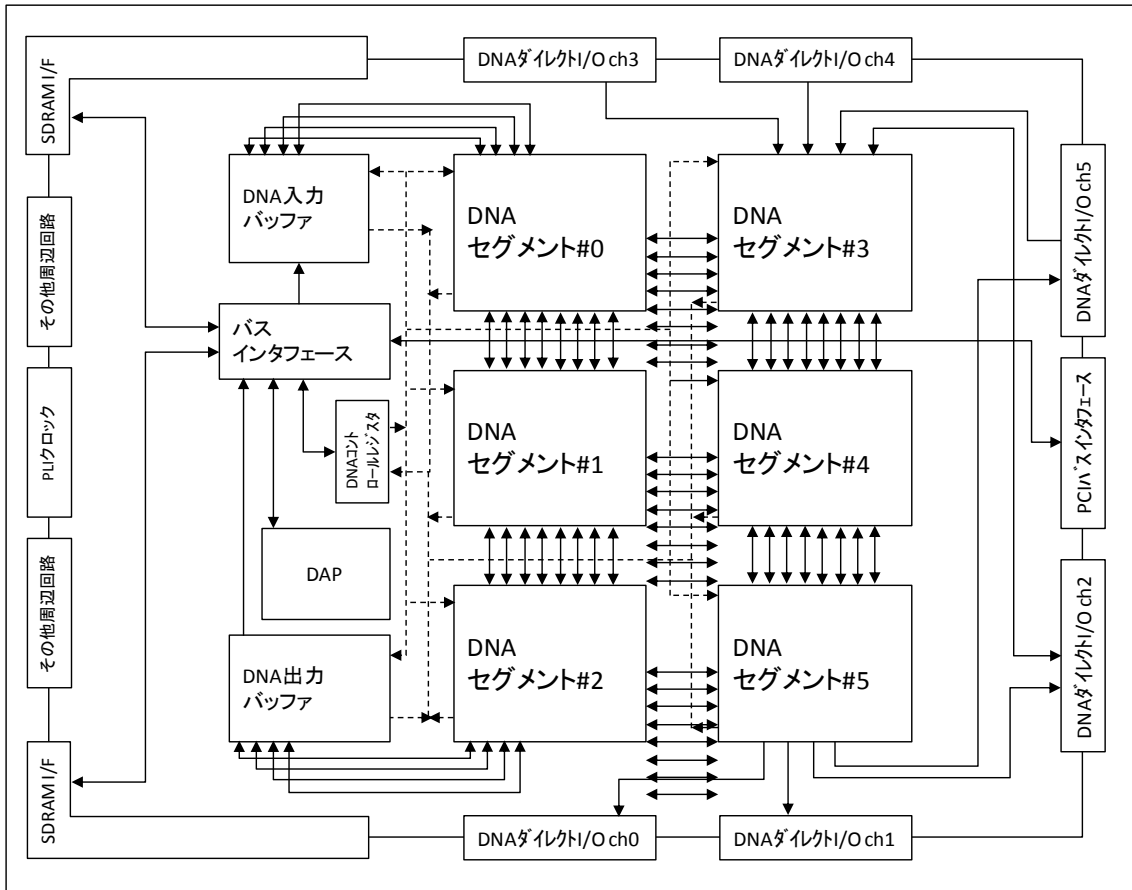 DNAダイレクトI/O ch3
DNAダイレクトI/O ch4
SDRAM I/F
DNA入力
バッファ
DNA
セグメント#0
DNA
セグメント#3
DNAダイレクトI/O ch5
その他周辺回路
バス
インタフェース
PLIクロック
DNAコント
ロールレジスタ
DNA
セグメント#1
DNA
セグメント#4
PCIバスインタフェース
DAP
その他周辺回路
DNA出力
バッファ
DNA
セグメント#2
DNA
セグメント#5
DNAダイレクトI/O ch2
SDRAM I/F
DNAダイレクトI/O ch0
DNAダイレクトI/O ch1